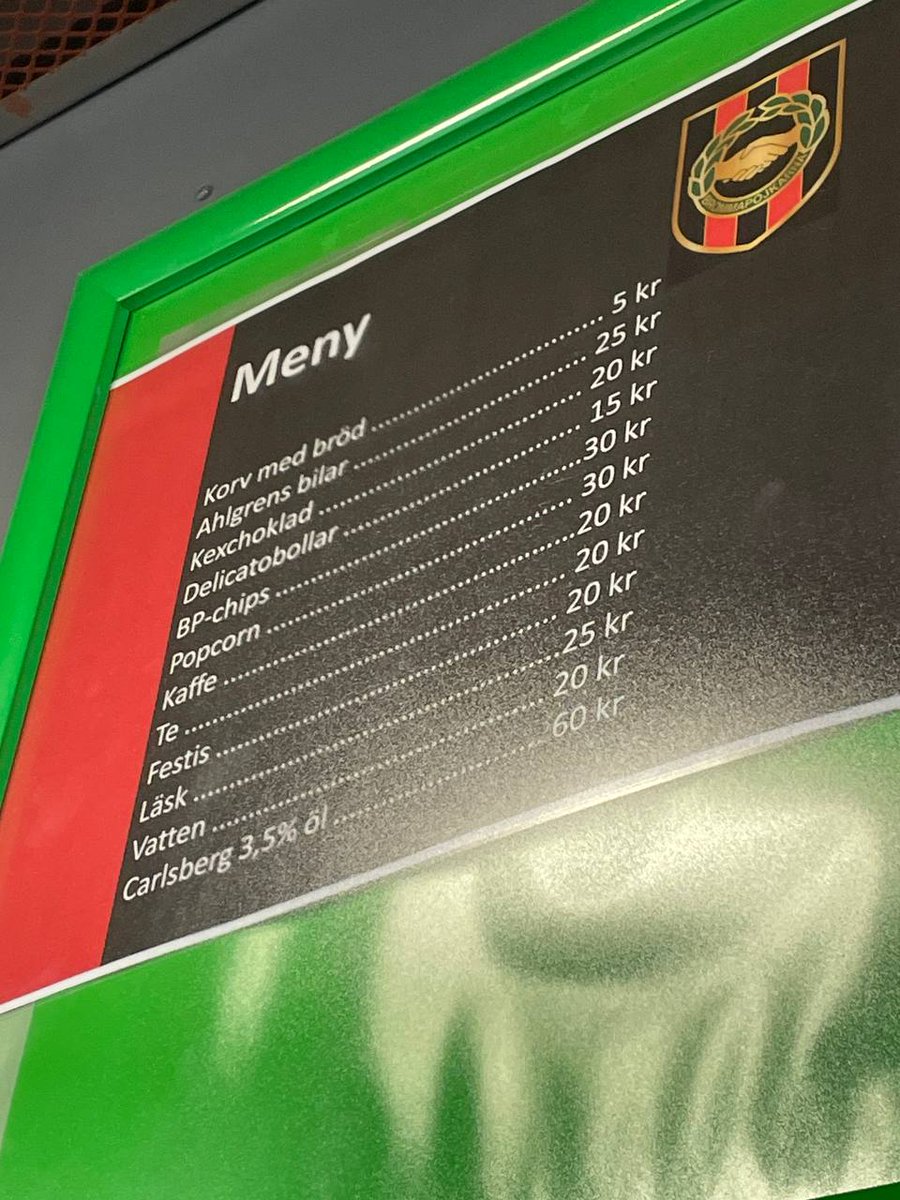 BROMMAPOJKARNA
Meny
Korv med bröd ........................................ 5 kr
Ahlgrens bilar ........................................ 25 kr
Kexchoklad ........................................ 20 kr
Delicatobollar ........................................ 15 kr
BP-chips ........................................30 kr
Popcorn ........................................ 30 kr
Kaffe ........................................20 kr
Te ........................................ 20 kr
Festis ........................................ 20 kr
Läsk ........................................25 kr
Vatten ........................................ 20 kr
Carlsberg 3,5% öl ........................................ 60 kr